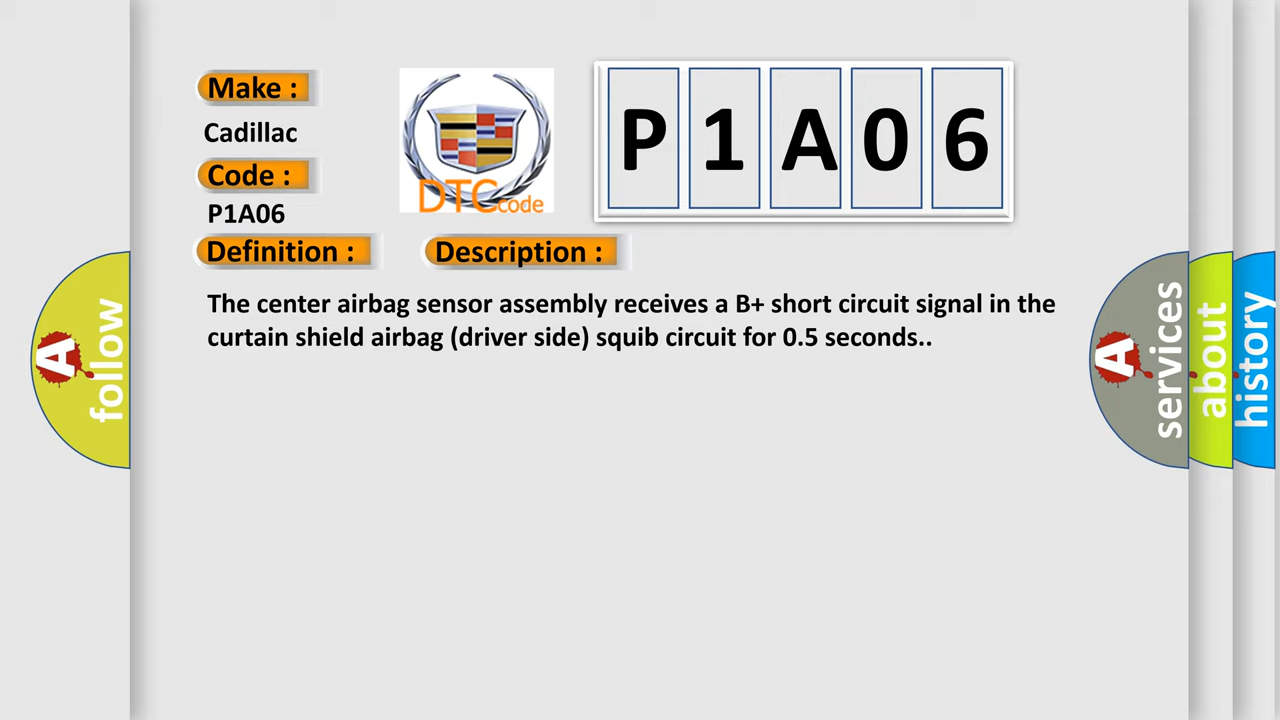 Make :
Cadillac
Code :
P1A06
Definition :
Description :
The center airbag sensor assembly receives a B+ short circuit signal in the
curtain shield airbag (driver side) squib circuit for 0.5 seconds..
DTC code
P 1 A 0 6
A follow
A services
about
history